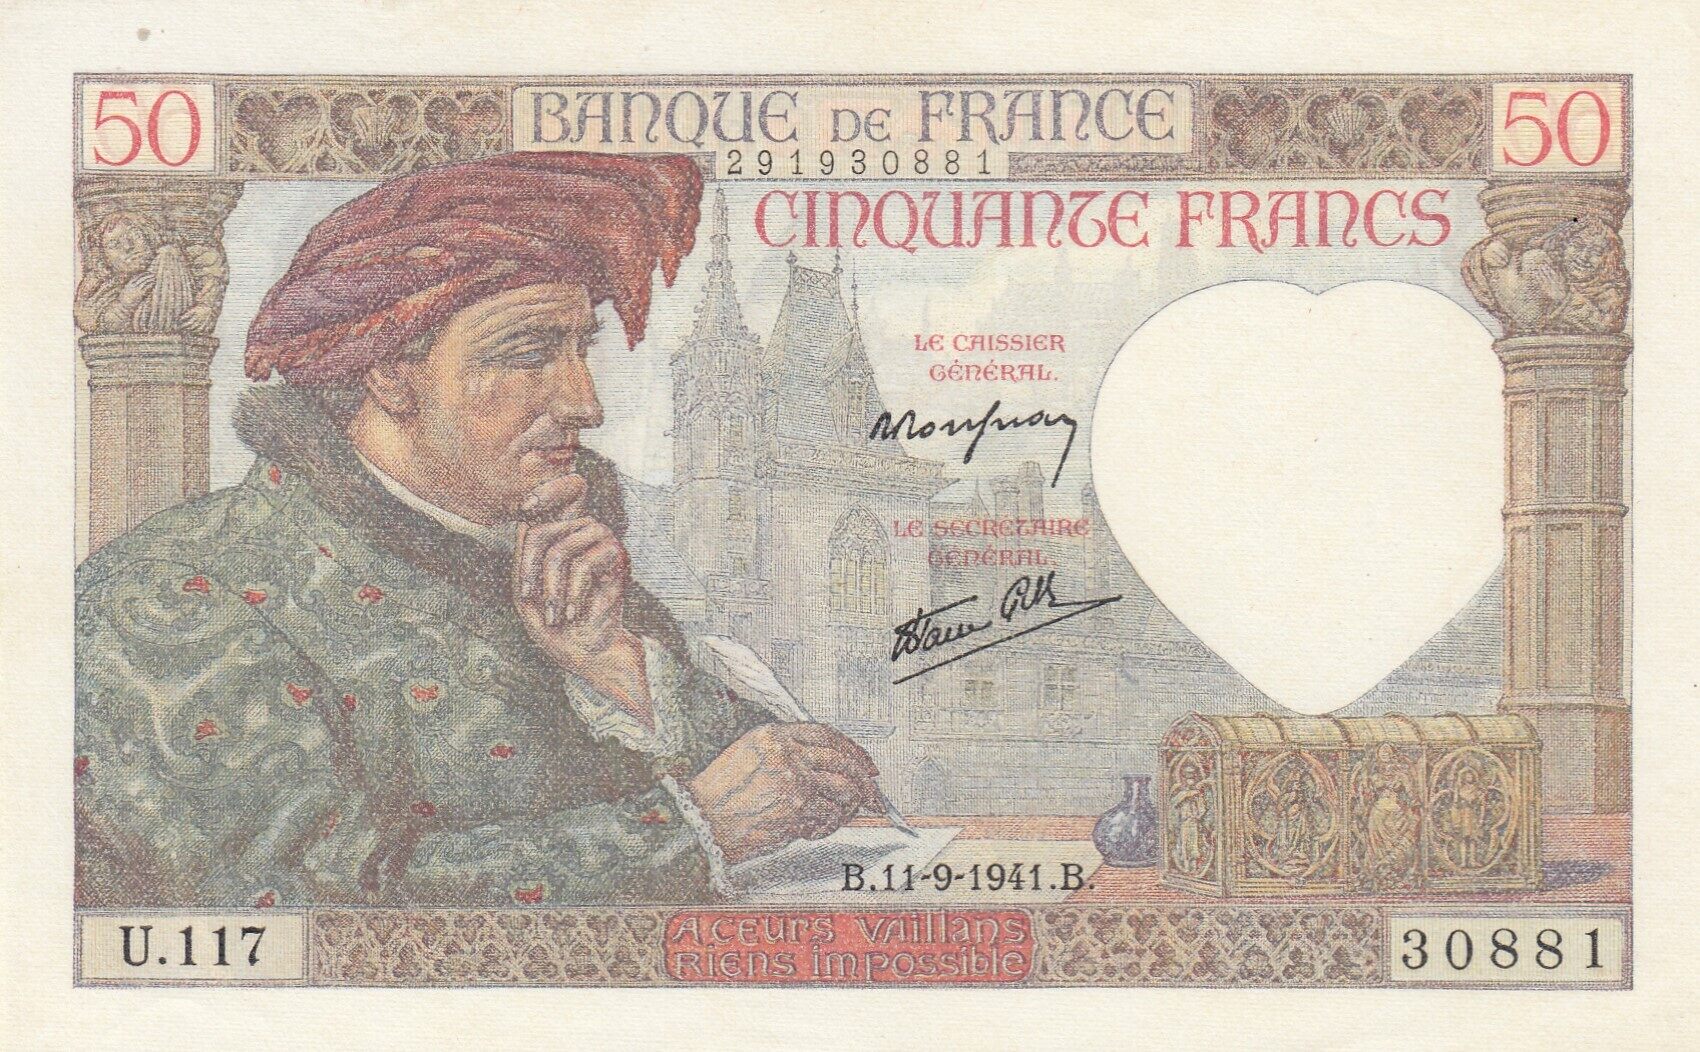 50
BANQUE DE FRANCE
50
291930881
CINQUANTE FRANCS
LE CAISSIER
GÉNÉRAL.
LE SECRÉTAIRE
GÉNÉRAL.
B.11-9-1941.B.
U.117
A CEURS VAILLANS
RIENS IMPOSSIBLE
30881